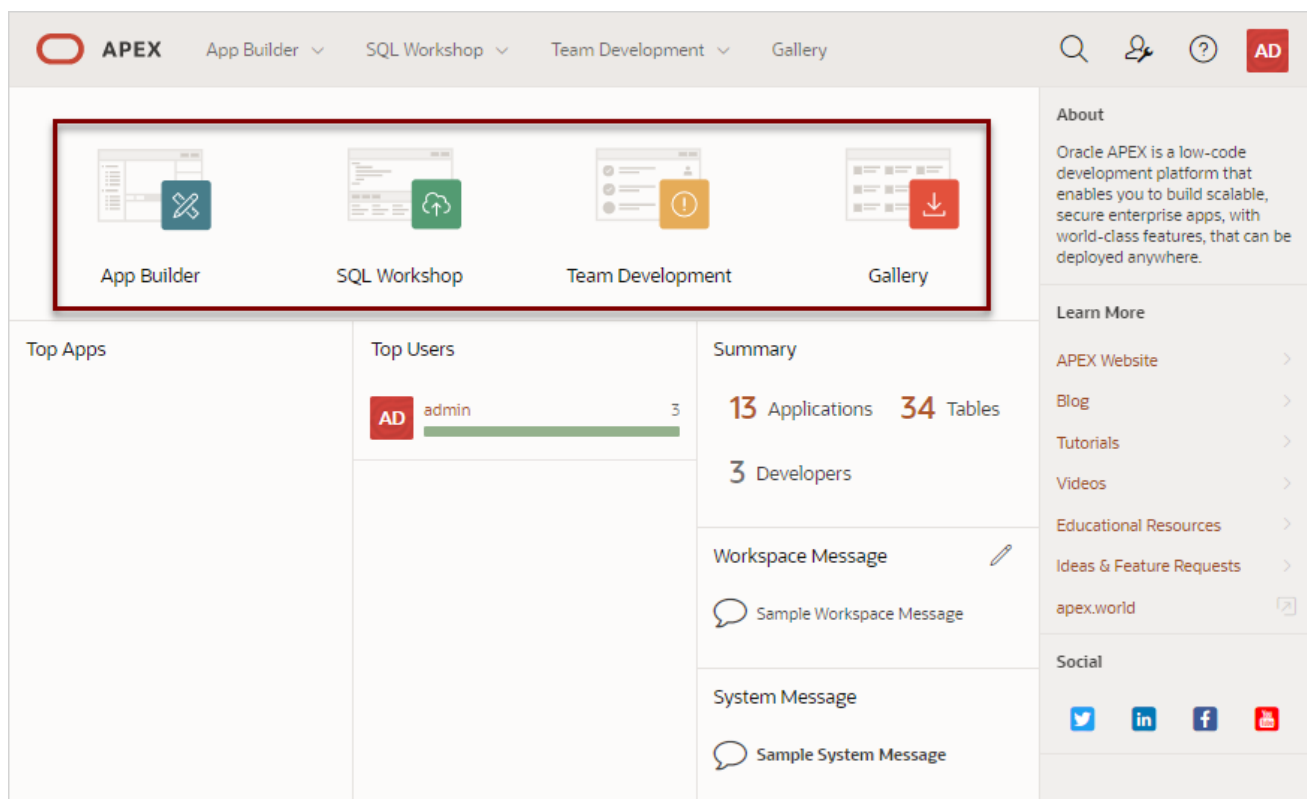 APEX App Builder SQL Workshop Team Development Gallery AD
App Builder SQL Workshop Team Development Gallery
Top Apps
Top Users
AD admin 3
Summary
13 Applications 34 Tables
3 Developers
Workspace Message
Sample Workspace Message
System Message
Sample System Message
About
Oracle APEX is a low-code
development platform that
enables you to build scalable,
secure enterprise apps, with
world-class features, that can be
deployed anywhere.
Learn More
APEX Website
Blog
Tutorials
Videos
Educational Resources
Ideas & Feature Requests
apex.world
Social